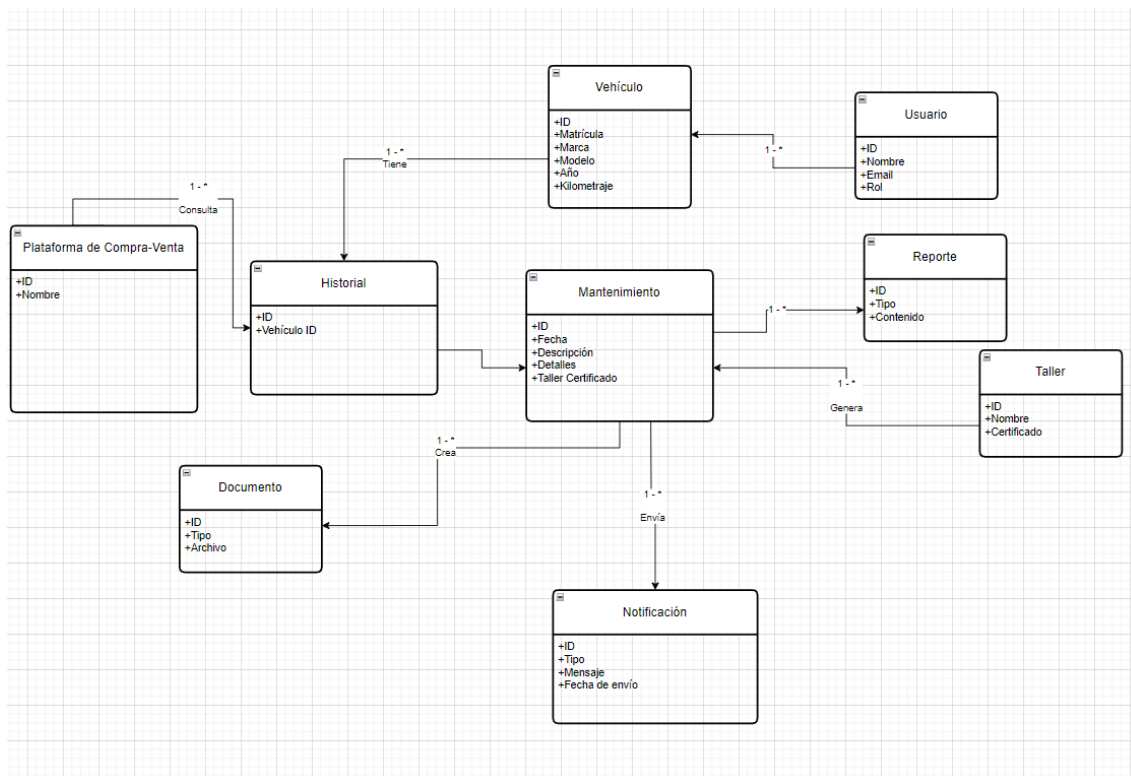 Vehículo
+ID
+Matrícula
+Marca
+Modelo
+Año
+Kilometraje
Usuario
+ID
+Nombre
+Email
+Rol
1 - *
1 - *
Tiene
1 - *
Consulta
Plataforma de Compra-Venta
+ID
+Nombre
Historial
+ID
+Vehículo ID
Mantenimiento
+ID
+Fecha
+Descripción
+Detalles
+Taller Certificado
Reporte
+ID
+Tipo
+Contenido
1 - *
Taller
+ID
+Nombre
+Certificado
1 - *
Genera
1 - *
Crea
Documento
+ID
+Tipo
+Archivo
1 - *
Envía
Notificación
+ID
+Tipo
+Mensaje
+Fecha de envío